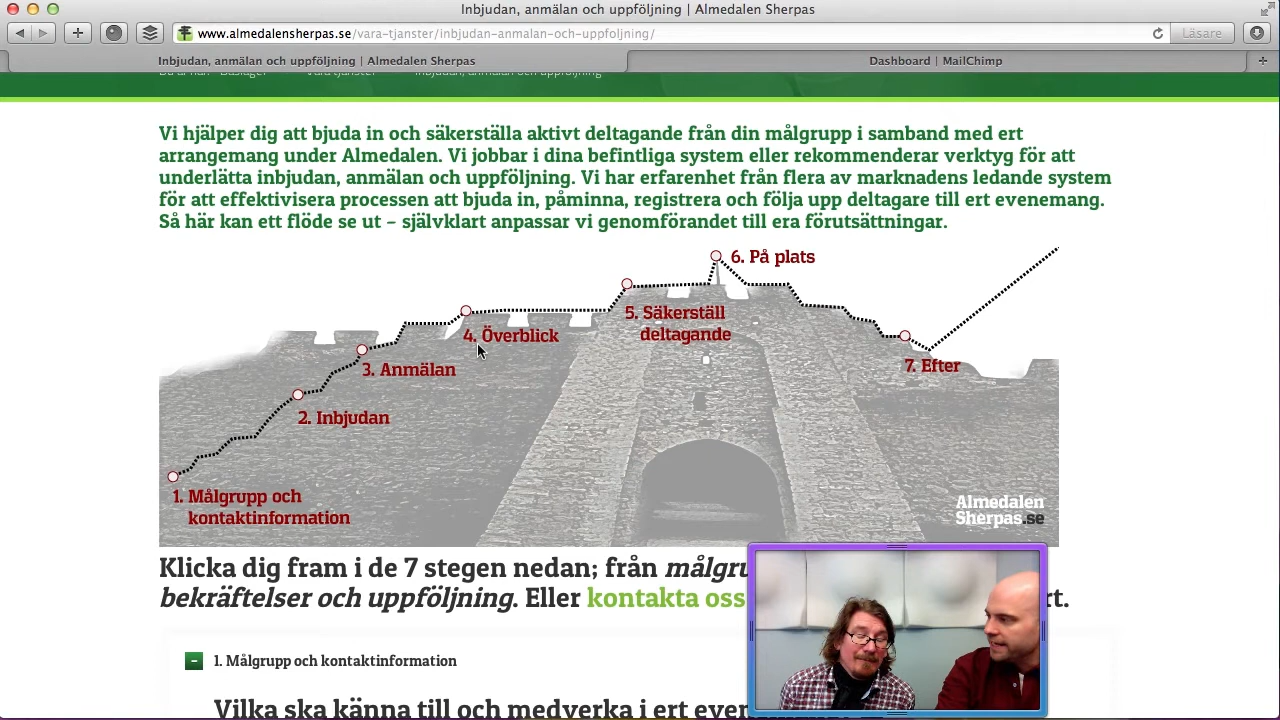 Inbjudan, anmälan och uppföljning | Almedalen Sherpas
www.almedalensherpas.se/vara-tjanster/inbjudan-anmalan-och-uppfoljning/
Läsare
Inbjudan, anmälan och uppföljning | Almedalen Sherpas
Dashboard | MailChimp
Vi hjälper dig att bjuda in och säkerställa aktivt deltagande från din målgrupp i samband med ert
arrangemang under Almedalen. Vi jobbar i dina befintliga system eller rekommenderar verktyg för att
underlätta inbjudan, anmälan och uppföljning. Vi har erfarenhet från flera av marknadens ledande system
för att effektivisera processen att bjuda in, påminna, registrera och följa upp deltagare till ert evenemang.
Så här kan ett flöde se ut – självklart anpassar vi genomförandet till era förutsättningar.
6. På plats
5. Säkerställ
deltagande
4. Överblick
7. Efter
3. Anmälan
2. Inbjudan
1. Målgrupp och
kontaktinformation
Almedalen
Sherpas.se
Klicka dig fram i de 7 stegen nedan; från målgru
bekräftelser och uppföljning. Eller kontakta oss
rt.
1. Målgrupp och kontaktinformation
Vilka ska känna till och medverka i ert even